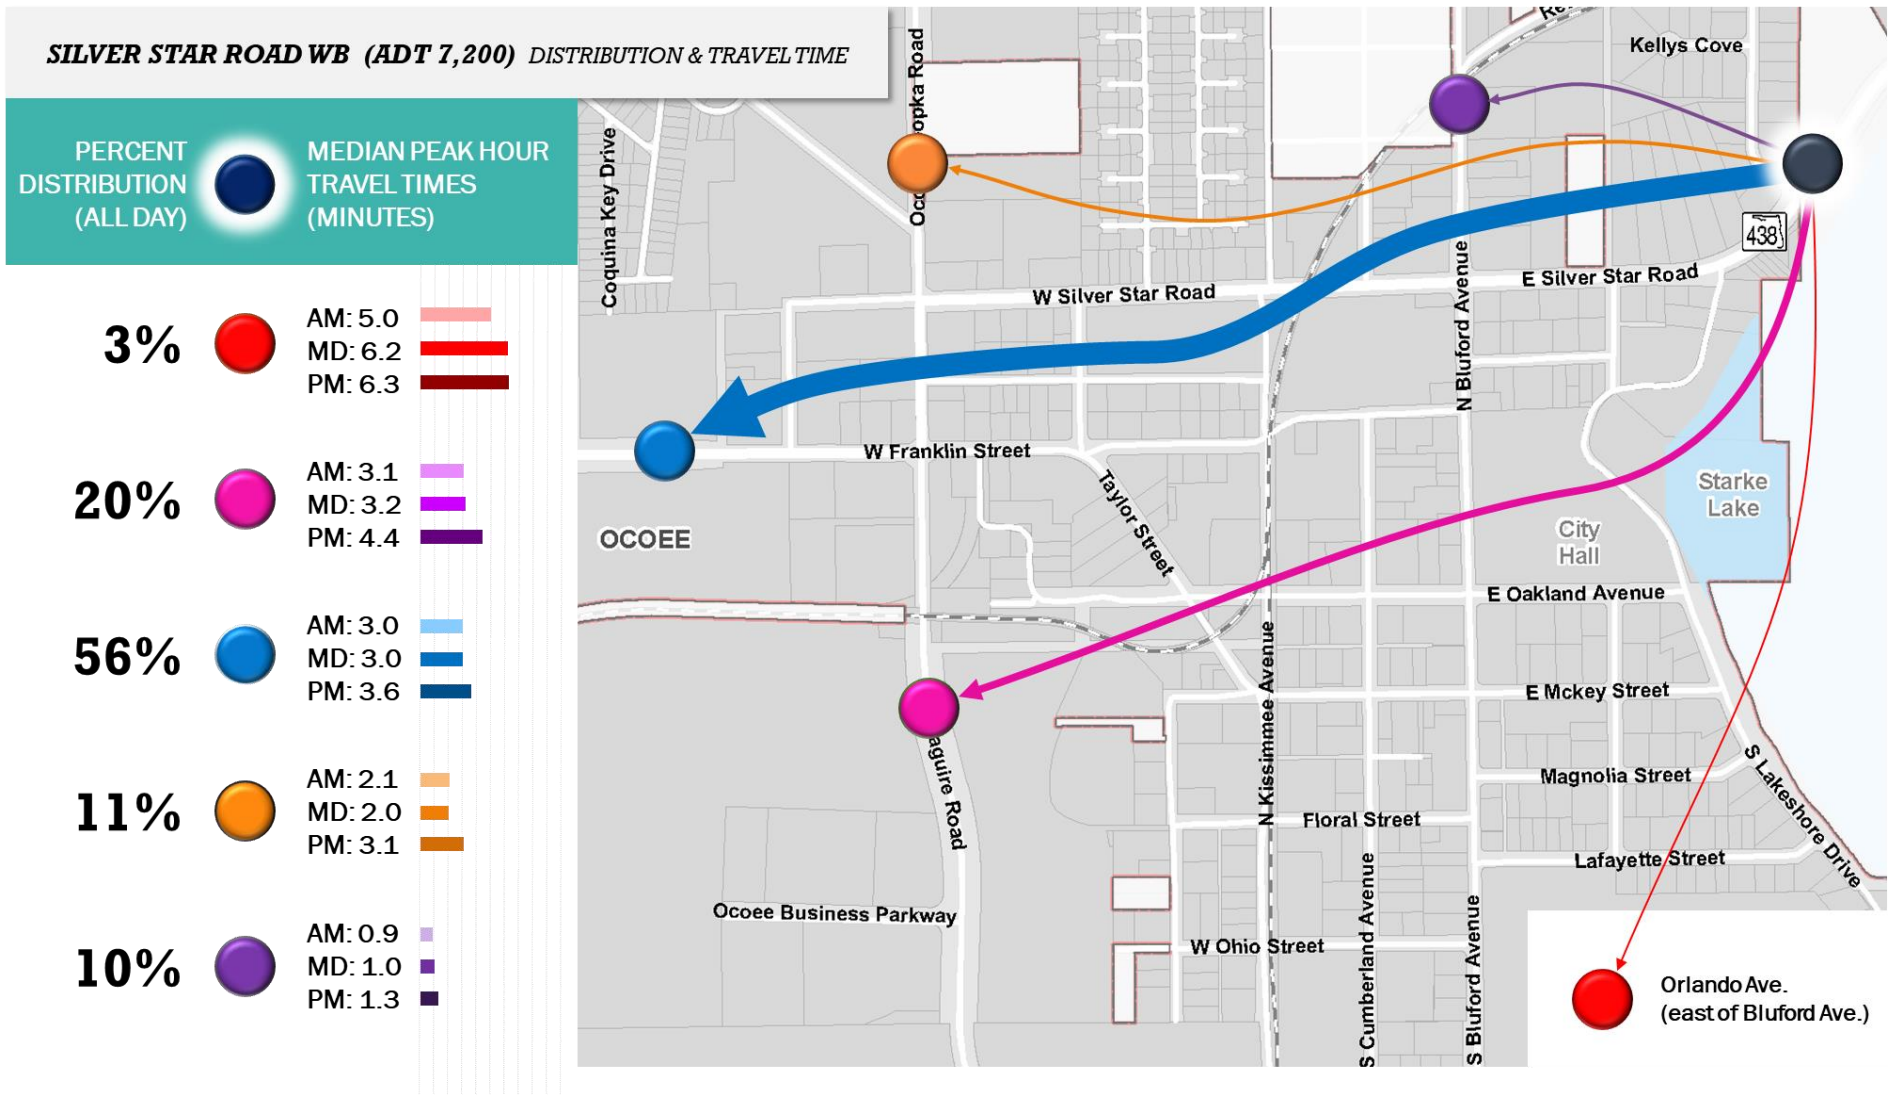 SILVER STAR ROAD WB (ADT 7,200) DISTRIBUTION & TRAVEL TIME
PERCENT
DISTRIBUTION
(ALL DAY)
MEDIAN PEAK HOUR
TRAVEL TIMES
(MINUTES)
3%
AM: 5.0
MD: 6.2
PM: 6.3
20%
AM: 3.1
MD: 3.2
PM: 4.4
56%
AM: 3.0
MD: 3.0
PM: 3.6
11%
AM: 2.1
MD: 2.0
PM: 3.1
10%
AM: 0.9
MD: 1.0
PM: 1.3
Kellys Cove
Coquina Key Drive
438
E Silver Star Road
W Silver Star Road
N Bluford Avenue
W Franklin Street
Taylor Street
Starke
Lake
City
Hall
OCOEE
E Oakland Avenue
N Kissimmee Avenue
E Mckey Street
aguire Road
Magnolia Street
S Lakeshore Drive
Floral Street
Lafayette Street
Ocoee Business Parkway
W Ohio Street
S Cumberland Avenue
S Bluford Avenue
Orlando Ave.
(east of Bluford Ave.)